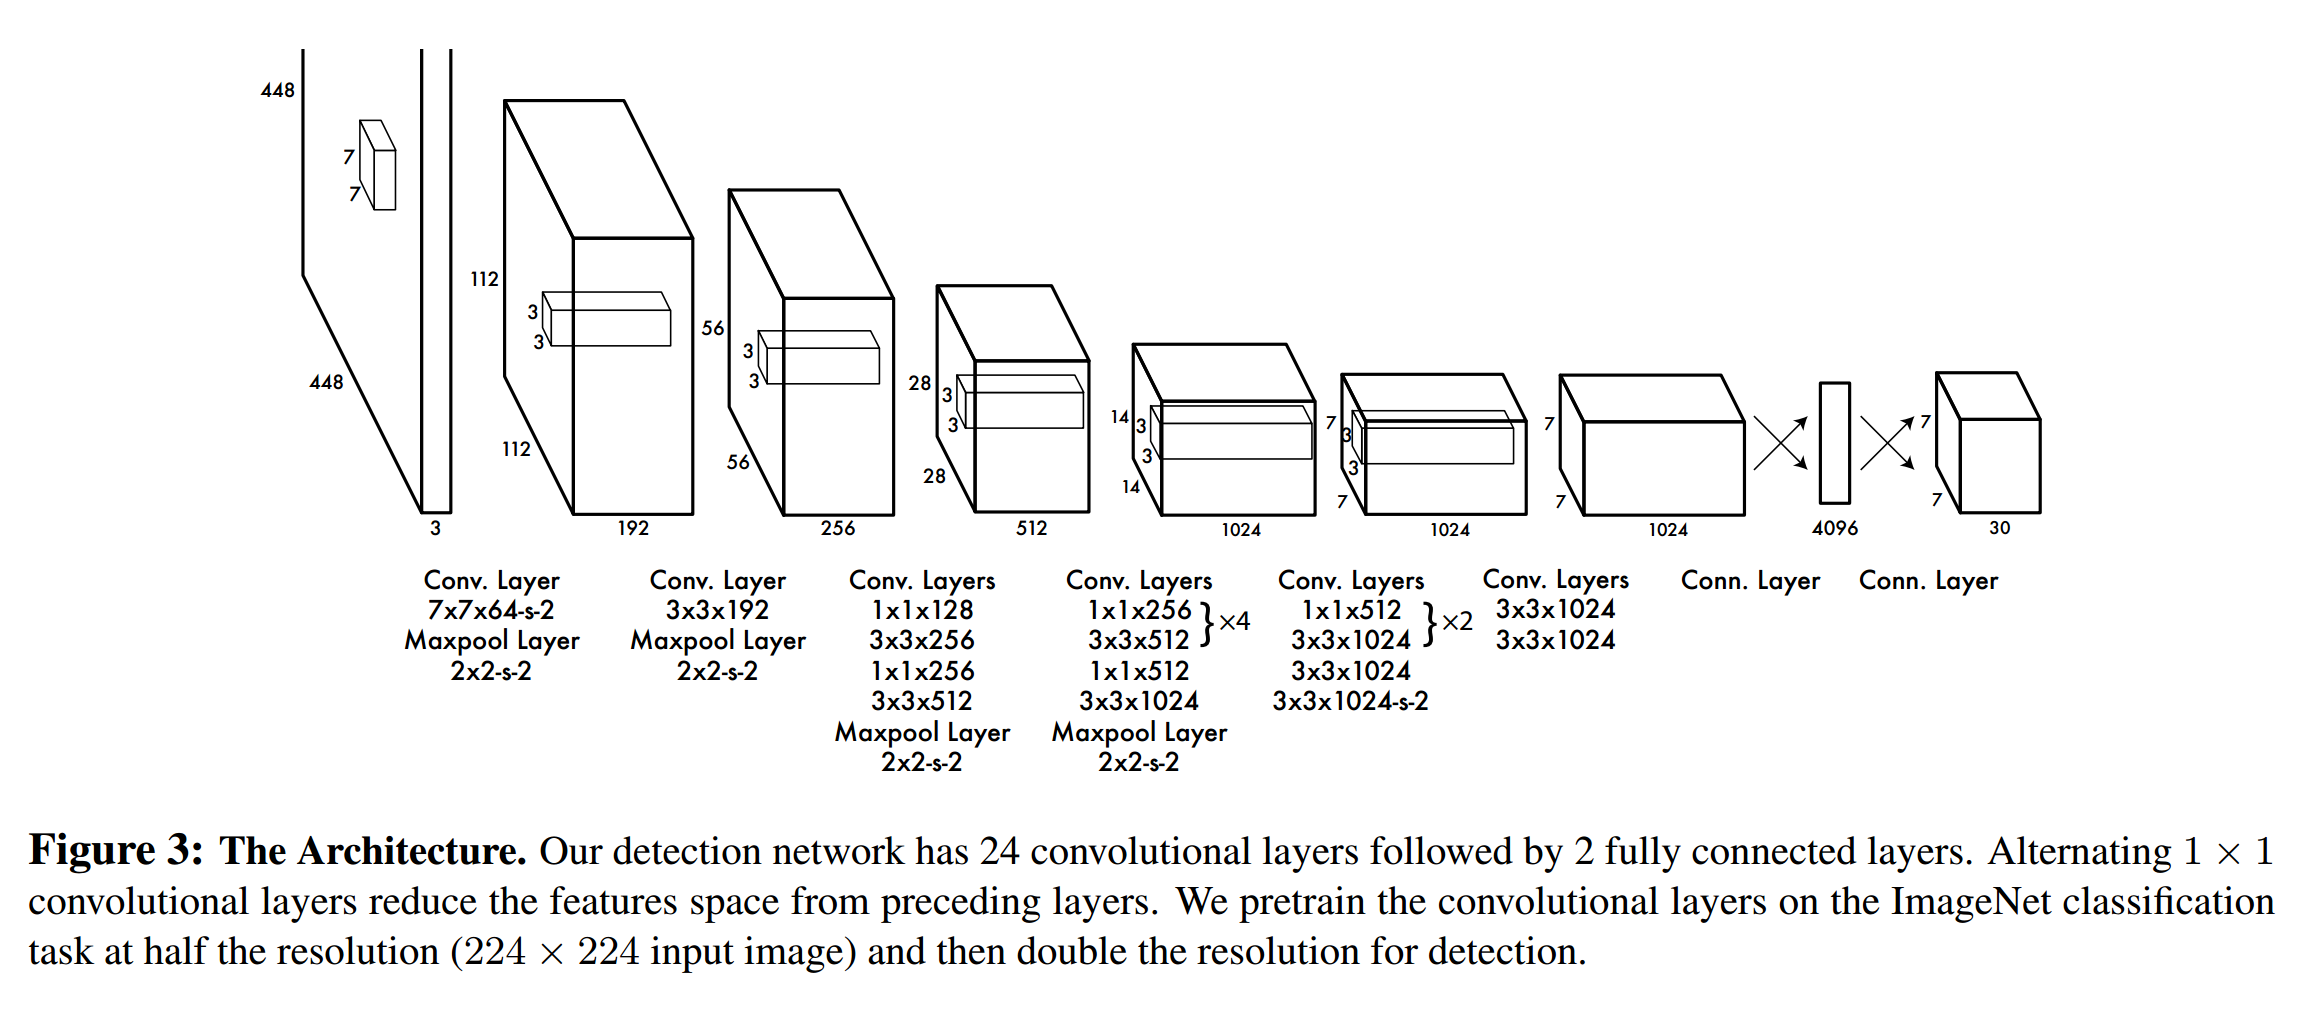 448
7
7
448
3
112
3
3
112
192
56
3
3
56
256
28
3
3
28
512
14
3
3
14
1024
7
3
3
7
1024
7
7
1024
4096
7
7
30
Conv. Layer
7x7x64-s-2
Maxpool Layer
2x2-s-2
Conv. Layer
3x3x192
Maxpool Layer
2x2-s-2
Conv. Layers
1x1x128
3x3x256
1x1x256
3x3x512
Maxpool Layer
2x2-s-2
Conv. Layers
1x1x256
3x3x512
} ×4
1x1x512
3x3x1024
Maxpool Layer
2x2-s-2
Conv. Layers
1x1x512
3x3x1024
} ×2
3x3x1024
3x3x1024-s-2
Conv. Layers
3x3x1024
3x3x1024
Conn. Layer
Conn. Layer
Figure 3: The Architecture. Our detection network has 24 convolutional layers followed by 2 fully connected layers. Alternating 1 × 1
convolutional layers reduce the features space from preceding layers. We pretrain the convolutional layers on the ImageNet classification
task at half the resolution (224 × 224 input image) and then double the resolution for detection.